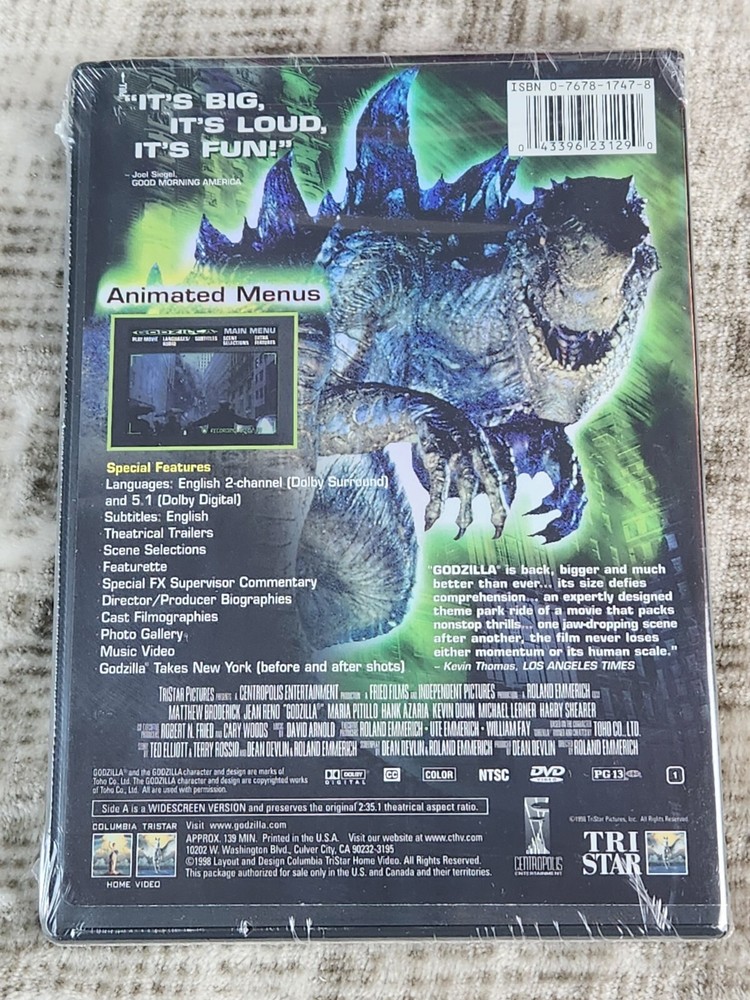 "IT'S BIG,
IT'S LOUD,
IT'S FUN!"
– Joel Siegel,
GOOD MORNING AMERICA
ISBN 0-7678-1747-8
0 43396 23129 0
Animated Menus
GODZILLA MAIN MENU
PLAY MOVIE LANGUAGES/ AUDIO SUBTITLES SCENE SELECTIONS EXTRA FEATURES
Special Features
Languages: English 2-channel (Dolby Surround)
and 5.1 (Dolby Digital)
Subtitles: English
Theatrical Trailers
Scene Selections
Featurette
Special FX Supervisor Commentary
Director/Producer Biographies
Cast Filmographies
Photo Gallery
Music Video
Godzilla® Takes New York (before and after shots)
"GODZILLA® is back, bigger and much
better than ever... its size defies
comprehension... an expertly designed
theme park ride of a movie that packs
nonstop thrills... one jaw-dropping scene
after another, the film never loses
either momentum or its human scale."
– Kevin Thomas, LOS ANGELES TIMES
TRISTAR PICTURES PRESENTS A CENTROPOLIS ENTERTAINMENT PRODUCTION A FRIED FILMS AND INDEPENDENT PICTURES PRODUCTION A ROLAND EMMERICH
MATTHEW BRODERICK JEAN RENO "GODZILLA" MARIA PITILLO HANK AZARIA KEVIN DUNN MICHAEL LERNER HARRY SHEARER
ROBERT N. FRIED AND CARY WOODS DAVID ARNOLD ROLAND EMMERICH · UTE EMMERICH · WILLIAM FAY TOHO CO., LTD.
TED ELLIOTT & TERRY ROSSIO AND DEAN DEVLIN & ROLAND EMMERICH DEAN DEVLIN & ROLAND EMMERICH DEAN DEVLIN ROLAND EMMERICH
GODZILLA® and the GODZILLA character and design are marks of
Toho Co. Ltd. The GODZILLA character and design are copyrighted works
of Toho Co. Ltd. All are used with permission.
DOLBY DIGITAL CC COLOR NTSC DVD VIDEO PG-13 1
Side A is a WIDESCREEN VERSION and preserves the original 2:35.1 theatrical aspect ratio.
©1998 TriStar Pictures, Inc. All Rights Reserved.
COLUMBIA TRISTAR
HOME VIDEO
Visit www.godzilla.com
APPROX. 139 MIN. Printed in the U.S.A. Visit our website at www.cthv.com
10202 W. Washington Blvd., Culver City, CA 90232-3195
©1998 Layout and Design Columbia TriStar Home Video. All Rights Reserved.
This package authorized for sale only in the U.S. and Canada and their territories.
CENTROPOLIS
ENTERTAINMENT
TRI
STAR